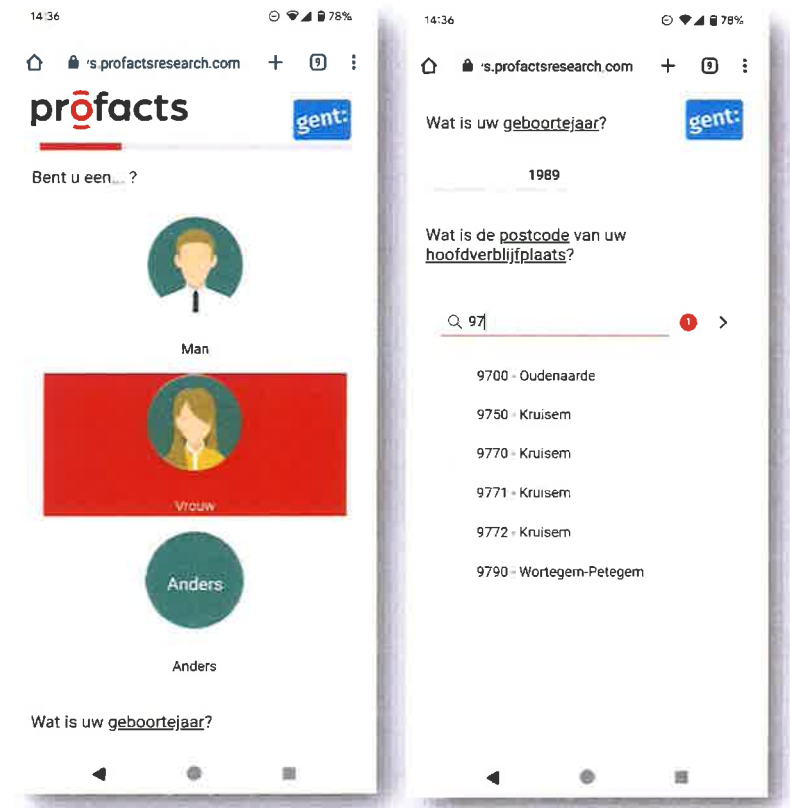 14:36
78%
's.profactsresearch.com
9
profacts
gent:
Bent u een... ?
Man
Vrouw
Anders
Anders
Wat is uw geboortejaar?
14:36
78%
's.profactsresearch.com
9
gent:
Wat is uw geboortejaar?
1989
Wat is de postcode van uw
hoofdverblijfplaats?
97
1
9700 - Oudenaarde
9750 - Kruisem
9770 - Kruisem
9771 - Kruisem
9772 - Kruisem
9790 - Wortegem-Petegem